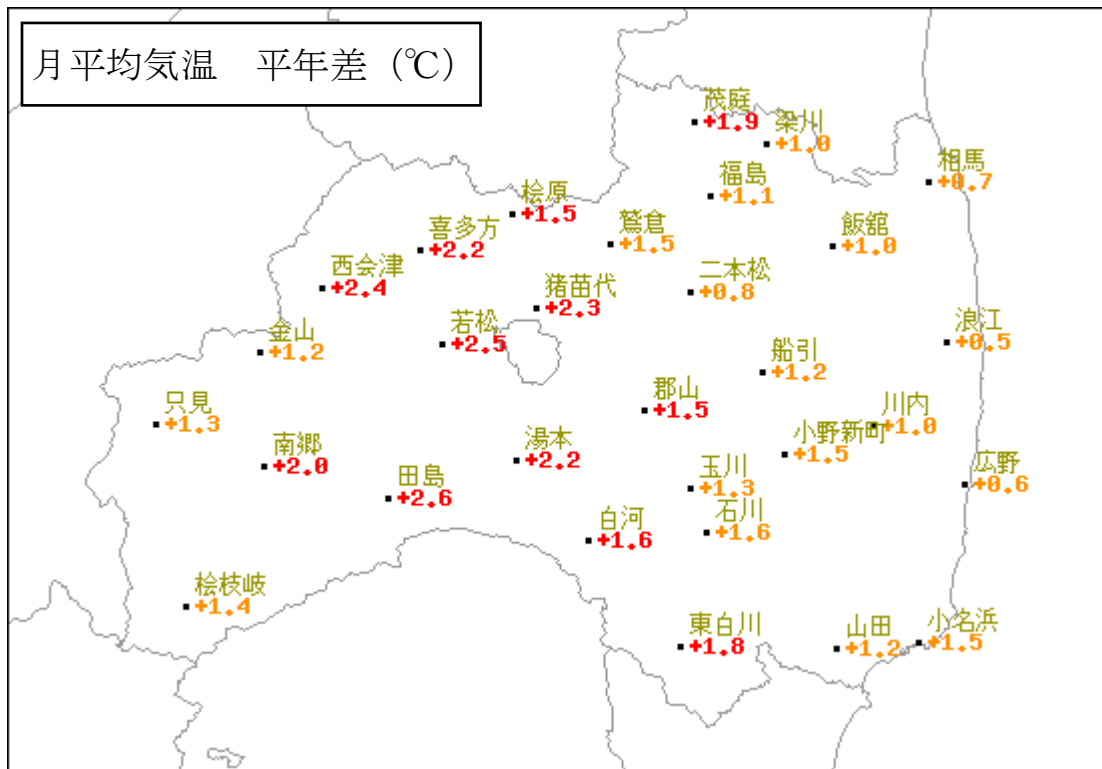 月平均気温　平年差（℃）
茂庭
+1.9
梁川
+1.0
相馬
+0.7
福島
+1.1
桧原
+1.5
鷲倉
+1.5
飯舘
+1.0
喜多方
+2.2
西会津
+2.4
猪苗代
+2.3
二本松
+0.8
金山
+1.2
若松
+2.5
浪江
+0.5
船引
+1.2
只見
+1.3
郡山
+1.5
川内
+1.0
南郷
+2.0
湯本
+2.2
小野新町
+1.5
田島
+2.6
玉川
+1.3
広野
+0.6
白河
+1.6
石川
+1.6
桧枝岐
+1.4
東白川
+1.8
山田
+1.2
小名浜
+1.5